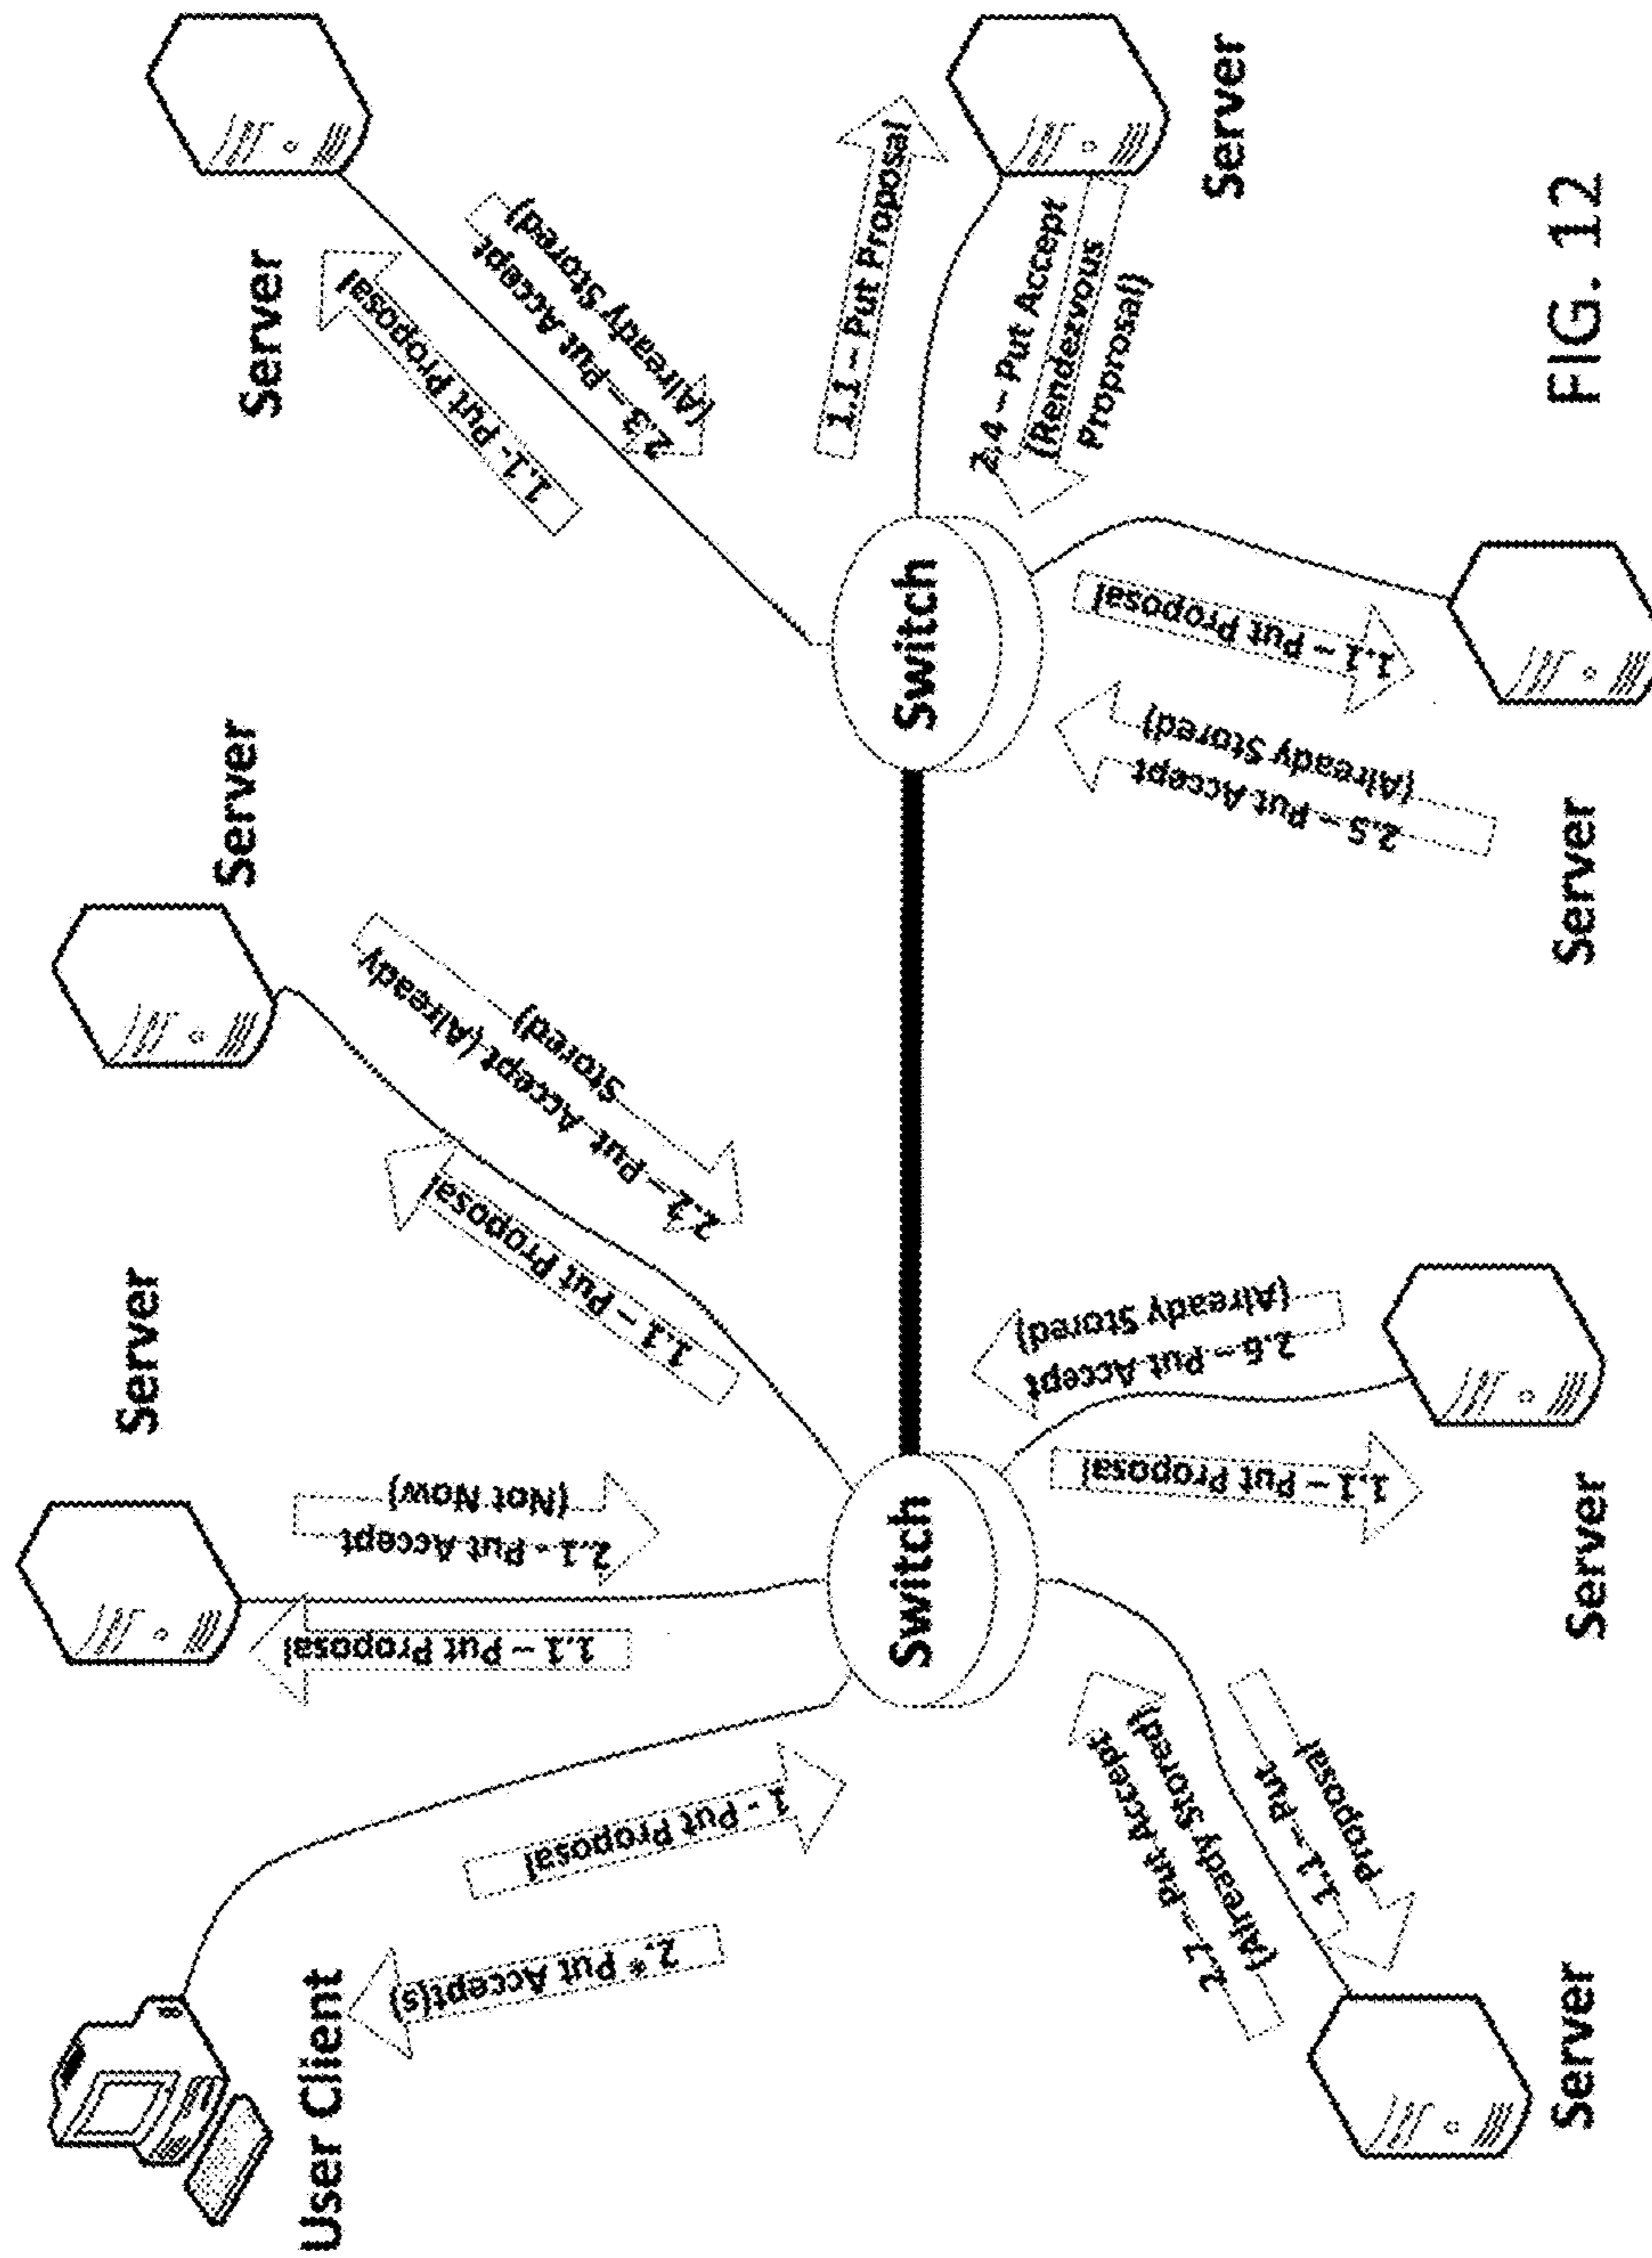 User Client
2.* Put Accept(s)
1 - Put Proposal
Server
1.1 – Put Proposal
2.1 - Put Accept
(Not Now)
Server
1.1 – Put Proposal
2.2 – Put Accept (Already
Stored)
Server
1.1- Put Proposal
2.3 – Put Accept
(Already Stored)
Switch
Switch
1.1 – Put Proposal
2.4 – Put Accept
(Rendezvous
Proprosal)
Server
2.7 – Put Accept
(Already Stored)
1.1 – Put
Proposal
Server
2.6 – Put Accept
(Already Stored)
1.1 – Put Proposal
Server
2.5 – Put Accept
(Already Stored)
1.1 – Put Proposal
Server
FIG. 12